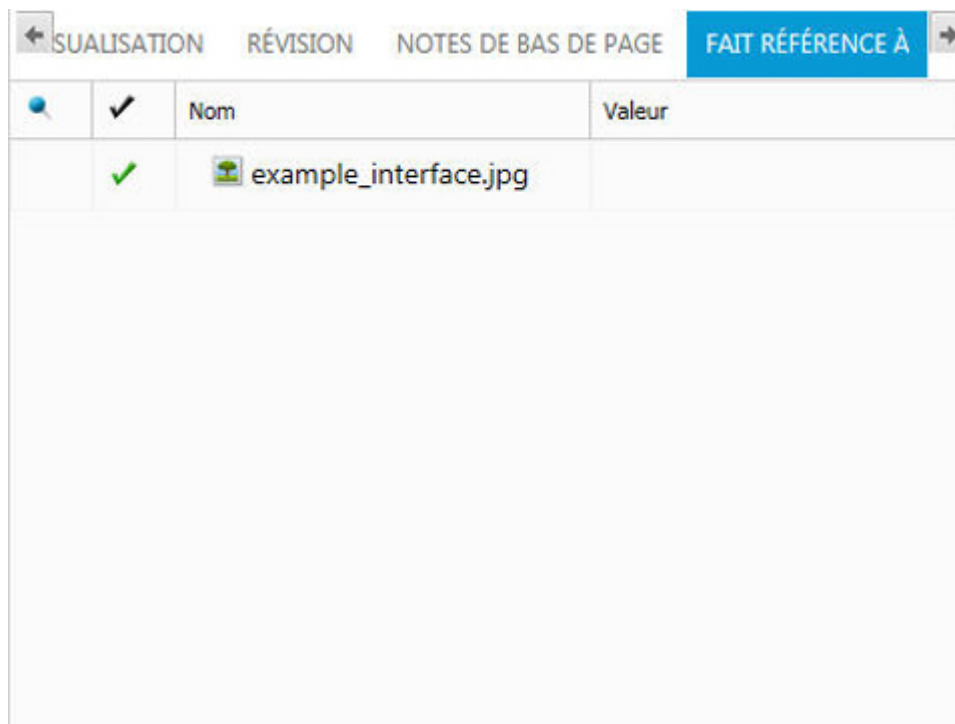 SUALISATION RÉVISION NOTES DE BAS DE PAGE FAIT RÉFÉRENCE À
Nom Valeur
example_interface.jpg